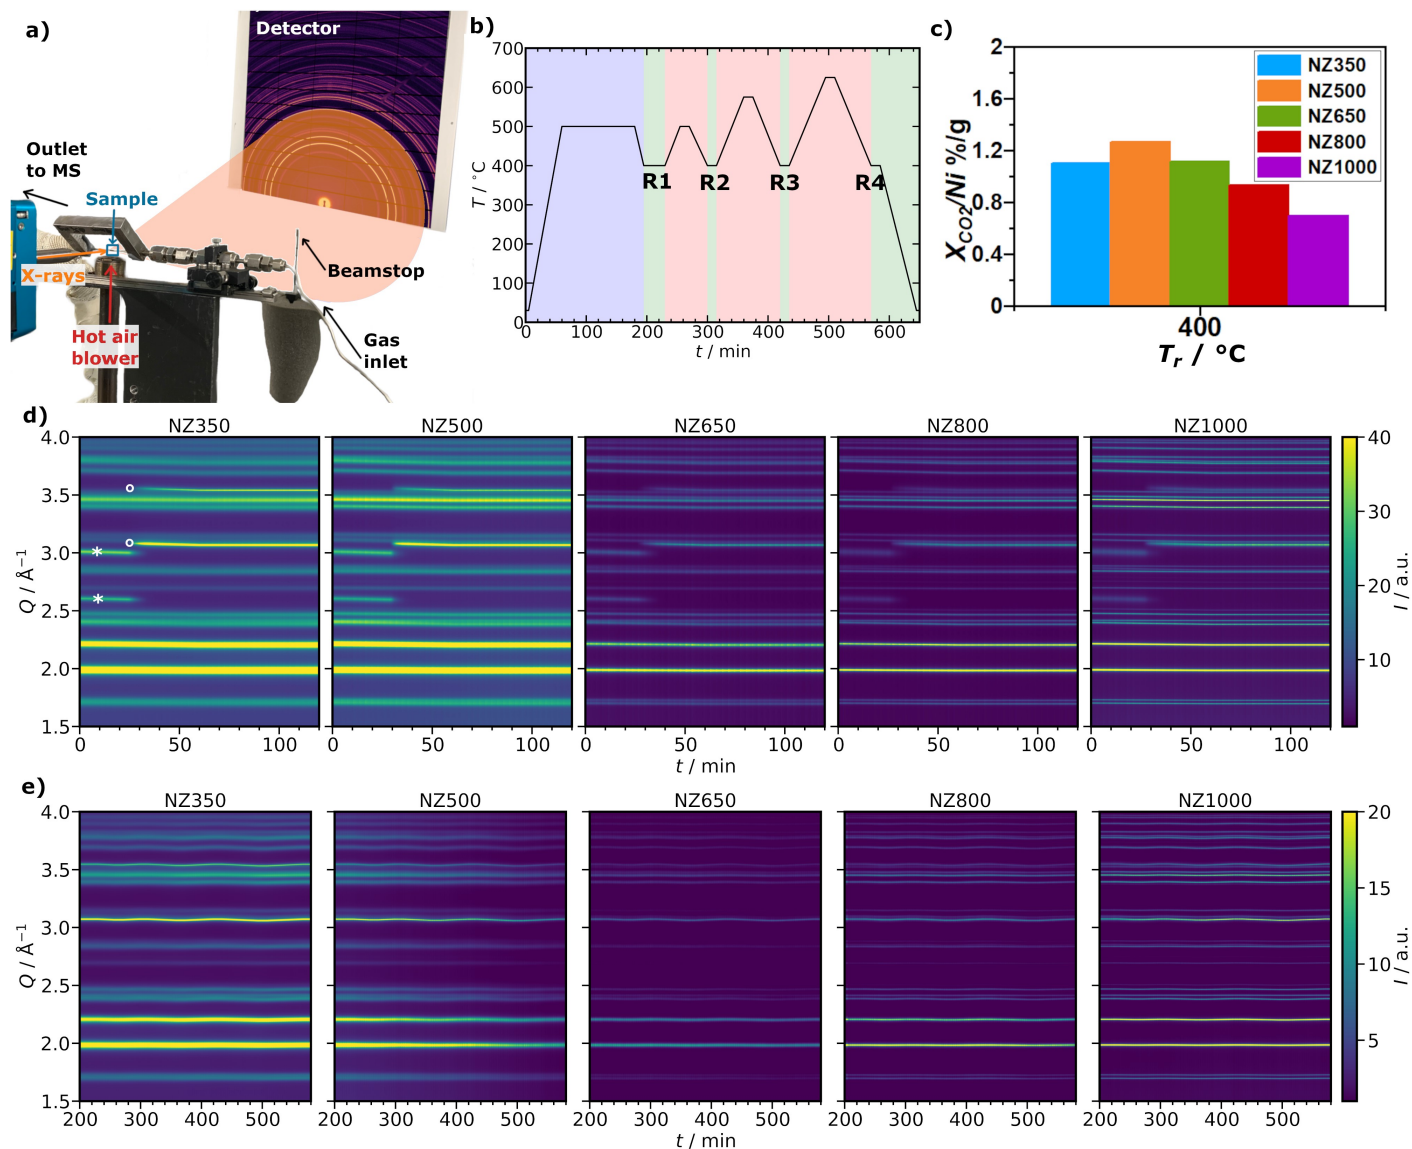 a)
Detector
Outlet
to MS
Sample
X-rays
Hot air
blower
Beamstop
Gas
inlet
b)
700
600
500
400
300
200
100
0
T / °C
R1
R2
R3
R4
0
100
200
300
400
500
600
t / min
c)
2
1.6
1.2
0.8
0.4
0
X_CO2/Ni %/g
NZ350
NZ500
NZ650
NZ800
NZ1000
400
T_r / °C
d)
NZ350
NZ500
NZ650
NZ800
NZ1000
4.0
3.5
3.0
2.5
2.0
1.5
Q / Å⁻¹
*
*
0 100
0 100
0 100
0 100
0 100
t / min
40
30
20
10
I / a.u.
e)
NZ350
NZ500
NZ650
NZ800
NZ1000
4.0
3.5
3.0
2.5
2.0
1.5
Q / Å⁻¹
200 300 400 500
200 300 400 500
200 300 400 500
200 300 400 500
200 300 400 500
t / min
20
15
10
5
I / a.u.